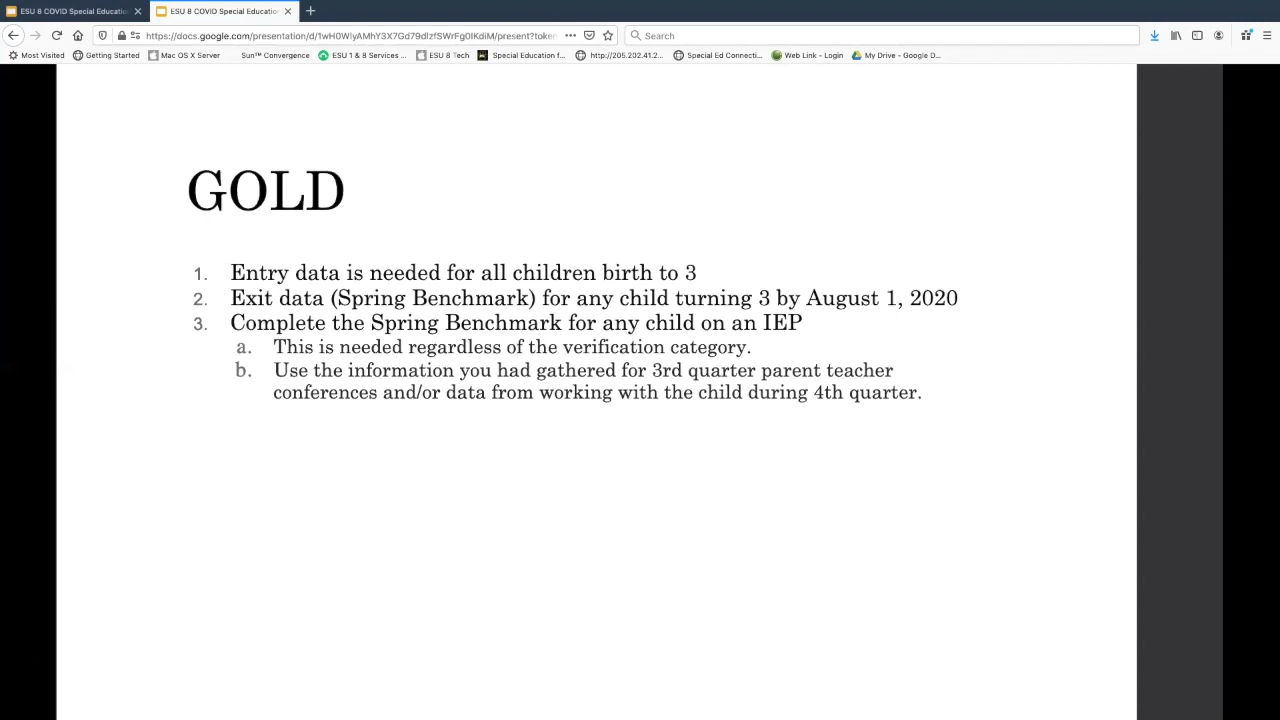 ESU 8 COVID Special Educatio
ESU 8 COVID Special Education
https://docs.google.com/presentation/d/1wH0WlyAMhY3X7Gd79dlzfSWrFg0IKdiM/present?token
Search
Most Visited
Getting Started
Mac OS X Server
Sun™ Convergence
ESU 1 & 8 Services ...
ESU 8 Tech
Special Education f...
http://205.202.41.2...
Special Ed Connecti...
Web Link - Login
My Drive - Google D...
GOLD
1. Entry data is needed for all children birth to 3
2. Exit data (Spring Benchmark) for any child turning 3 by August 1, 2020
3. Complete the Spring Benchmark for any child on an IEP
a. This is needed regardless of the verification category.
b. Use the information you had gathered for 3rd quarter parent teacher
conferences and/or data from working with the child during 4th quarter.